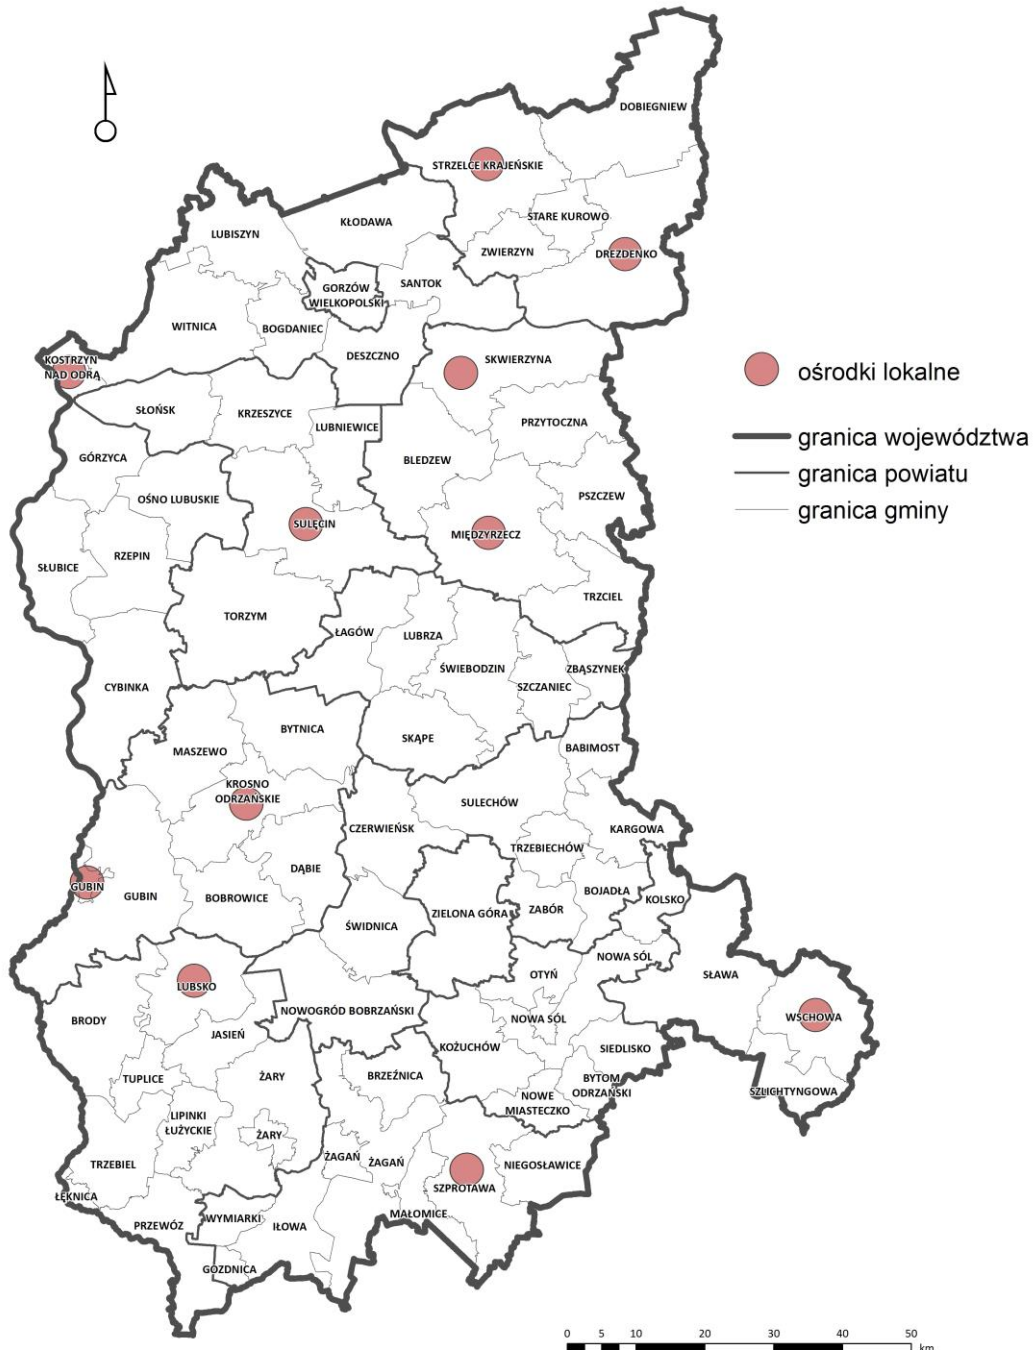 DOBIEGNIEW
STRZELCE KRAJEŃSKIE
STARE KUROWO
KŁODAWA
LUBISZYN
ZWIERZYN
DREZDENKO
SANTOK
GORZÓW
WIELKOPOLSKI
WITNICA
BOGDANIEC
DESZCZNO
KOSTRZYN
NAD ODRĄ
SKWIERZYNA
ośrodki lokalne
SŁOŃSK
KRZESZYCE
LUBNIEWICE
PRZYTOCZNA
granica województwa
GÓRZYCA
BLEDZEW
granica powiatu
OŚNO LUBUSKIE
PSZCZEW
granica gminy
SULĘCIN
MIĘDZYRZECZ
RZEPIN
SŁUBICE
TRZCIEL
TORZYM
ŁAGÓW
LUBRZA
ŚWIEBODZIN
ZBĄSZYNEK
SZCZANIEC
CYBINKA
BYTNICA
SKĄPE
MASZEWO
BABIMOST
KROSNO
ODRZAŃSKIE
SULECHÓW
CZERWIEŃSK
KARGOWA
TRZEBIECHÓW
DĄBIE
GUBIN
GUBIN
BOBROWICE
BOJADŁA
KOLSKO
ZABÓR
ZIELONA GÓRA
ŚWIDNICA
NOWA SÓL
OTYŃ
SŁAWA
LUBSKO
NOWOGRÓD BOBRZAŃSKI
WSCHOWA
BRODY
NOWA SÓL
JASIEŃ
KOŻUCHÓW
SIEDLISKO
TUPLICE
ŻARY
BRZEŹNICA
BYTOM
ODRZAŃSKI
SZLICHTYNGOWA
NOWE
MIASTECZKO
LIPINKI
ŁUŻYCKIE
ŻARY
TRZEBIEL
ŻAGAŃ
ŻAGAŃ
NIEGOSŁAWICE
SZPROTAWA
ŁĘKNICA
MAŁOMICE
PRZEWÓZ
WYMIARKI
IŁOWA
GOZDNICA
0 5 10 20 30 40 50
km